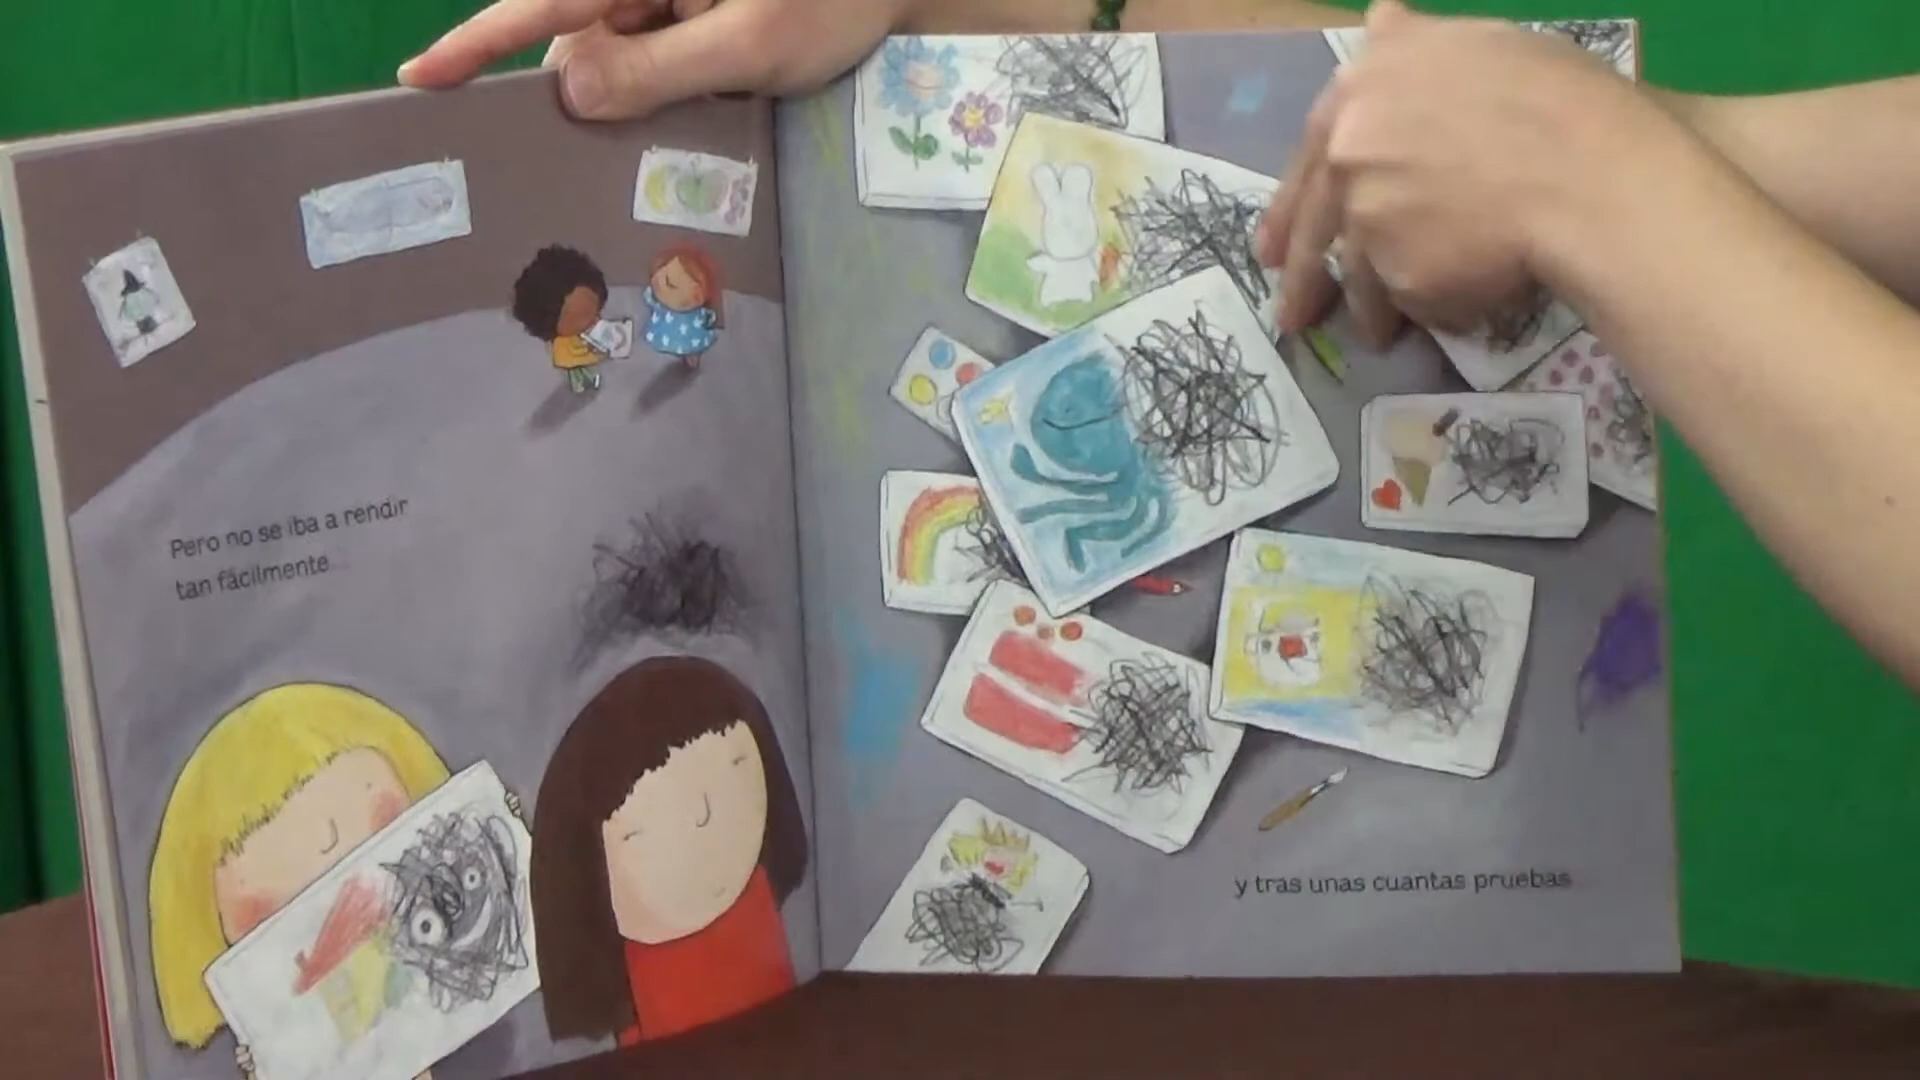 Pero no se iba a rendir
tan fácilmente...
y tras unas cuantas pruebas